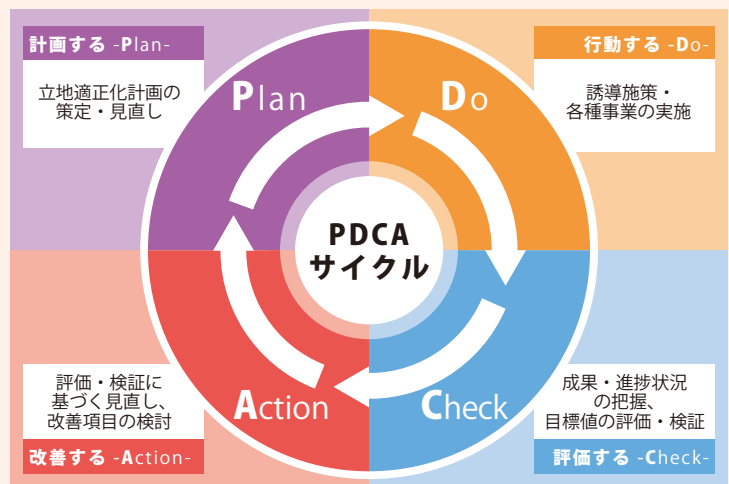 計画する -Plan-
立地適正化計画の
策定・見直し
行動する -Do-
誘導施策・
各種事業の実施
Plan
Do
PDCA
サイクル
Action
Check
評価・検証に
基づく見直し、
改善項目の検討
改善する -Action-
成果・進捗状況
の把握、
目標値の評価・検証
評価する -Check-